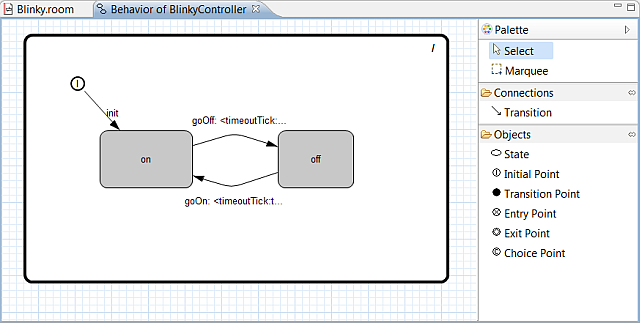 Blinky.room
Behavior of BlinkyController
Palette
Select
Marquee
Connections
Transition
Objects
State
Initial Point
Transition Point
Entry Point
Exit Point
Choice Point
/
I
init
goOff: <timeoutTick:...
on
off
goOn: <timeoutTick:t...